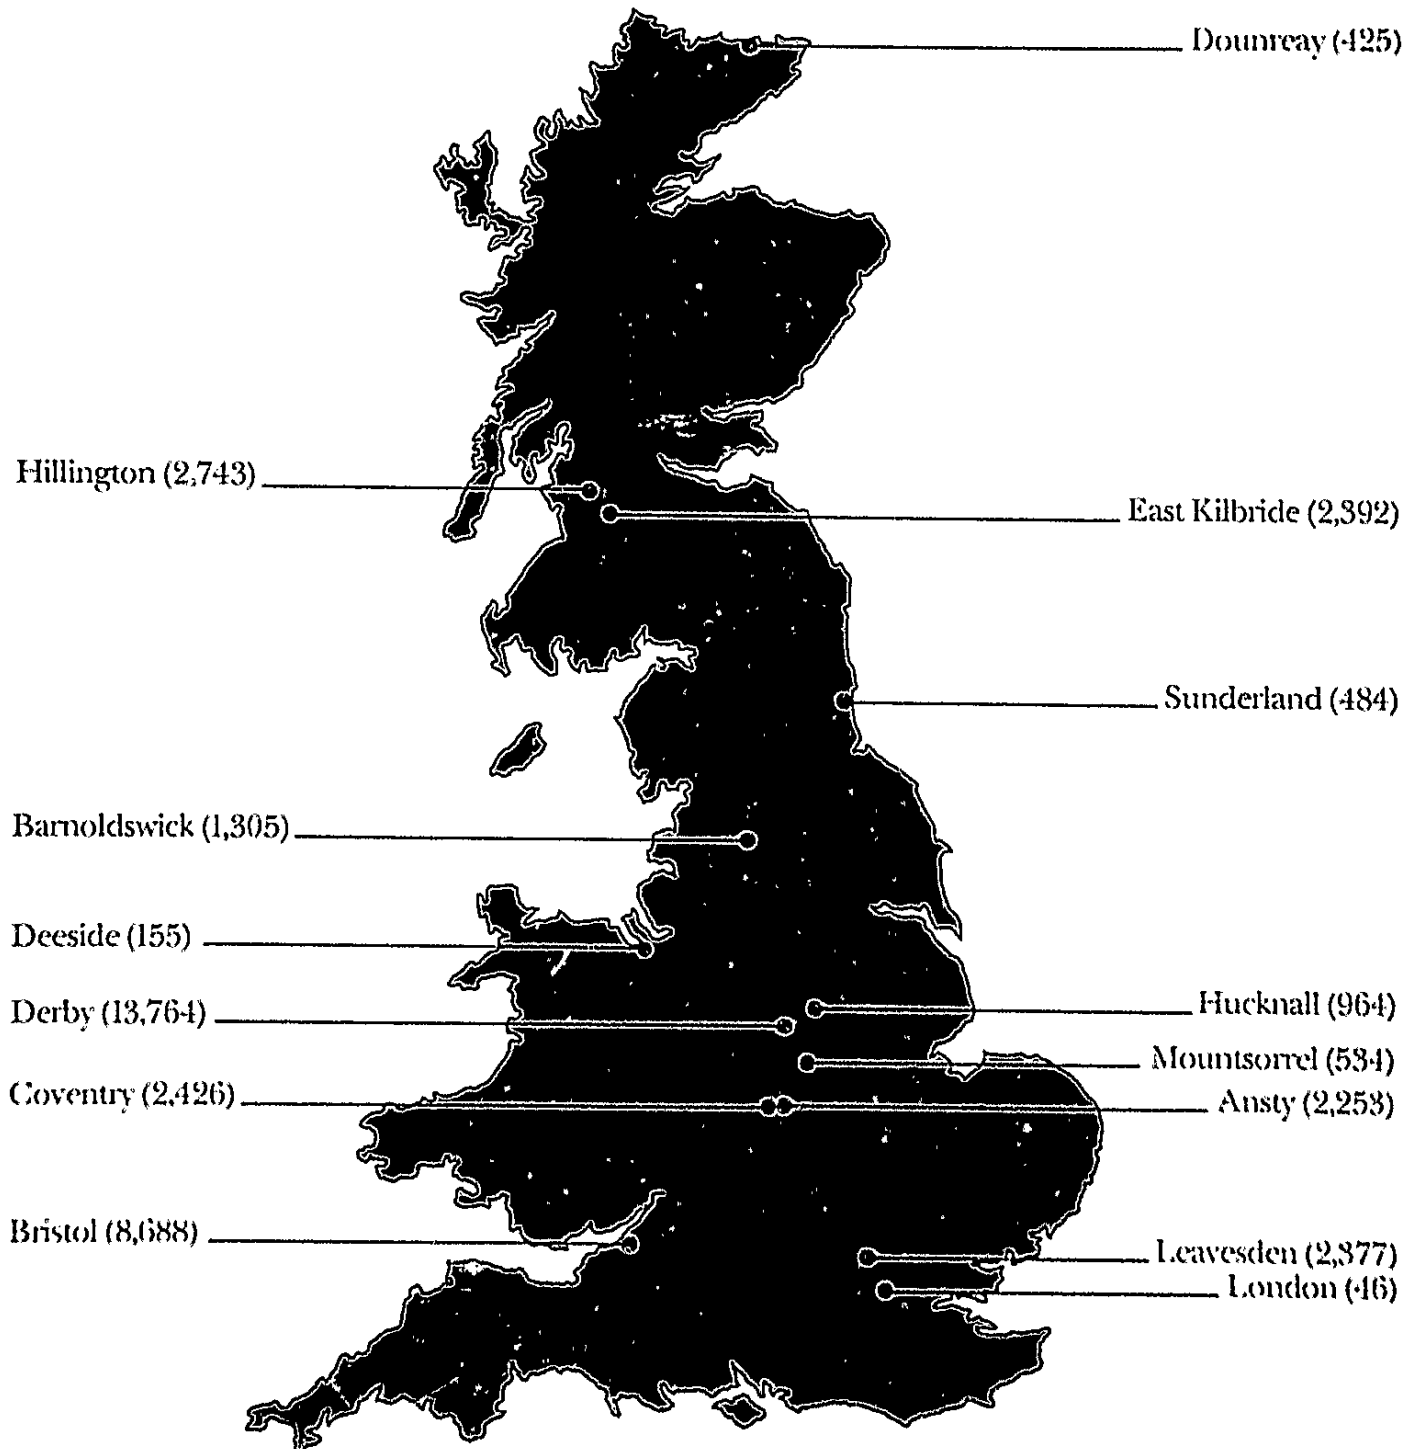 Dounreay (425)
Hillington (2,743)
East Kilbride (2,392)
Sunderland (484)
Barnoldswick (1,305)
Deeside (155)
Derby (13,764)
Hucknall (964)
Mountsorrel (534)
Coventry (2,426)
Ansty (2,253)
Bristol (8,688)
Leavesden (2,377)
London (46)